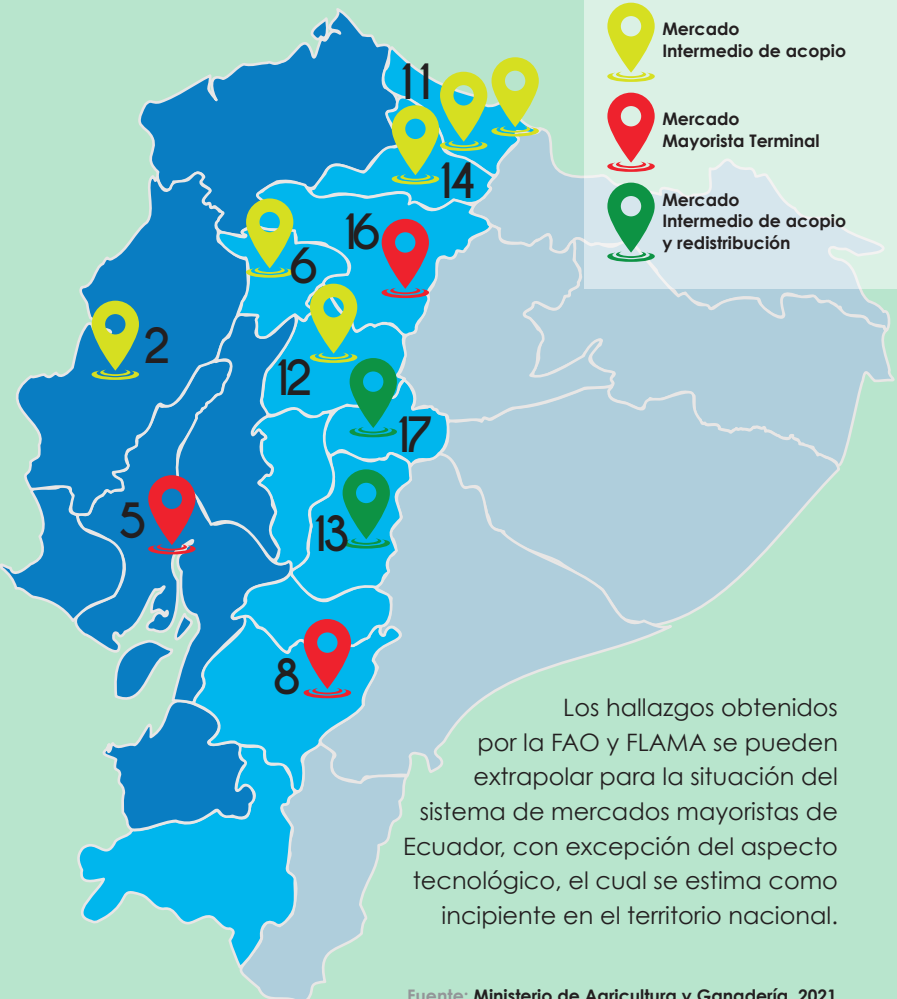 Mercado
Intermedio de acopio
Mercado
Mayorista Terminal
Mercado
Intermedio de acopio
y redistribución
11
14
16
6
2
12
17
5
13
8
Los hallazgos obtenidos
por la FAO y FLAMA se pueden
extrapolar para la situación del
sistema de mercados mayoristas de
Ecuador, con excepción del aspecto
tecnológico, el cual se estima como
incipiente en el territorio nacional.
Fuente: Ministerio de Agricultura y Ganadería, 2021